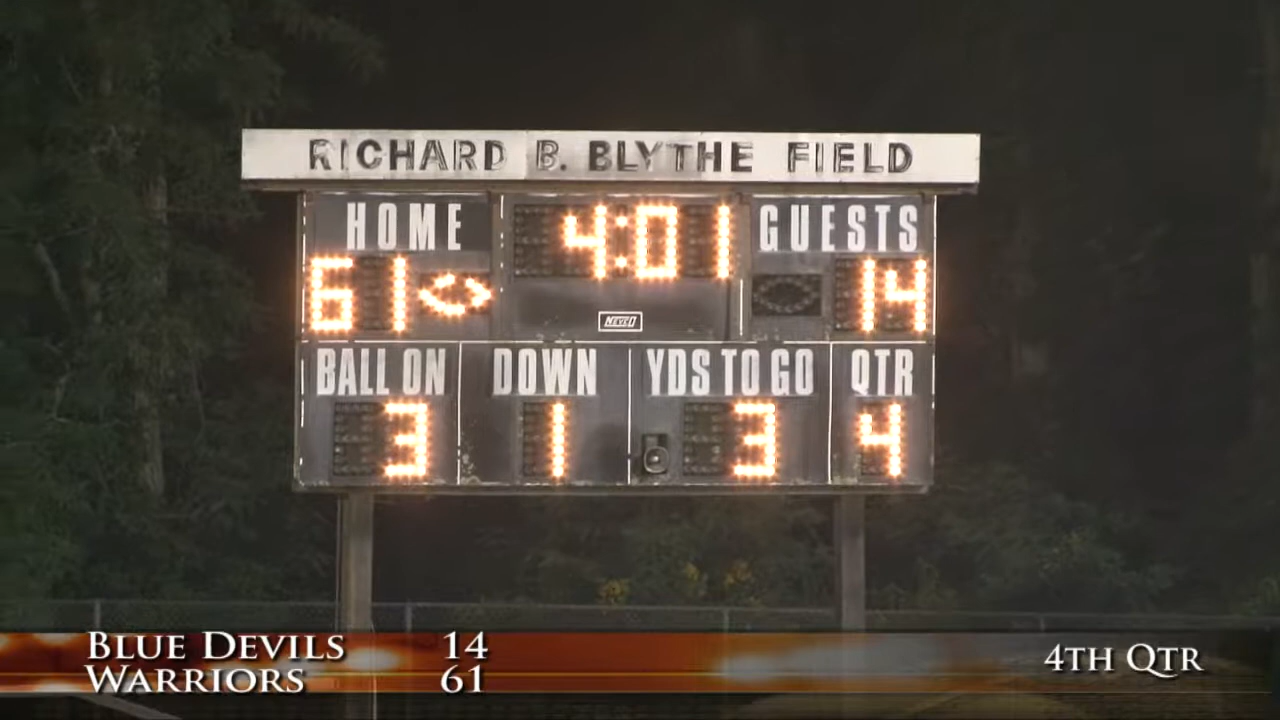 RICHARD B. BLYTHE FIELD
HOME 4:01 GUESTS
61 <> 14
NEVCO
BALL ON DOWN YDS TO GO QTR
3 1 3 4
BLUE DEVILS 14
WARRIORS 61
4TH QTR